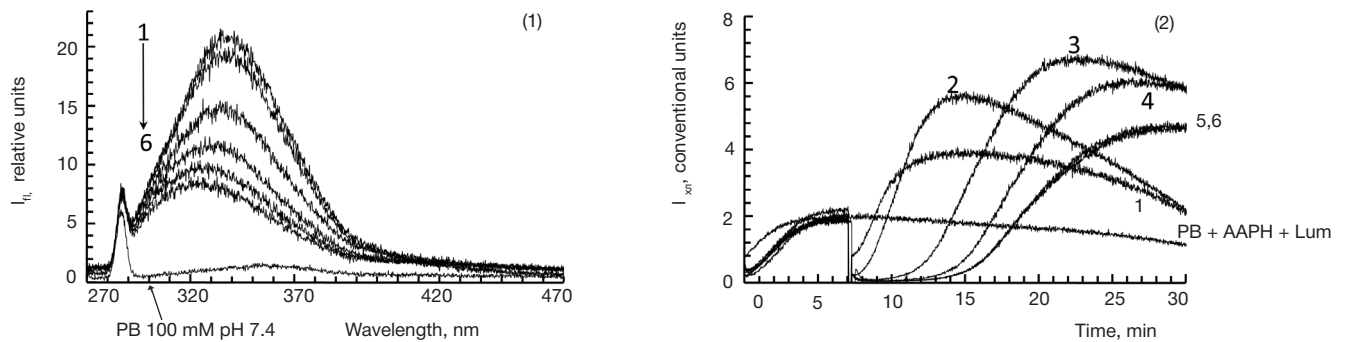 (1)
I fl, relative units
20
15
10
5
0
1
6
270 320 370 420 470
PB 100 mM pH 7.4
Wavelength, nm
(2)
I хл, conventional units
8
6
4
2
0
1
2
3
4
5,6
PB + AAPH + Lum
0 5 10 15 20 25 30
Time, min